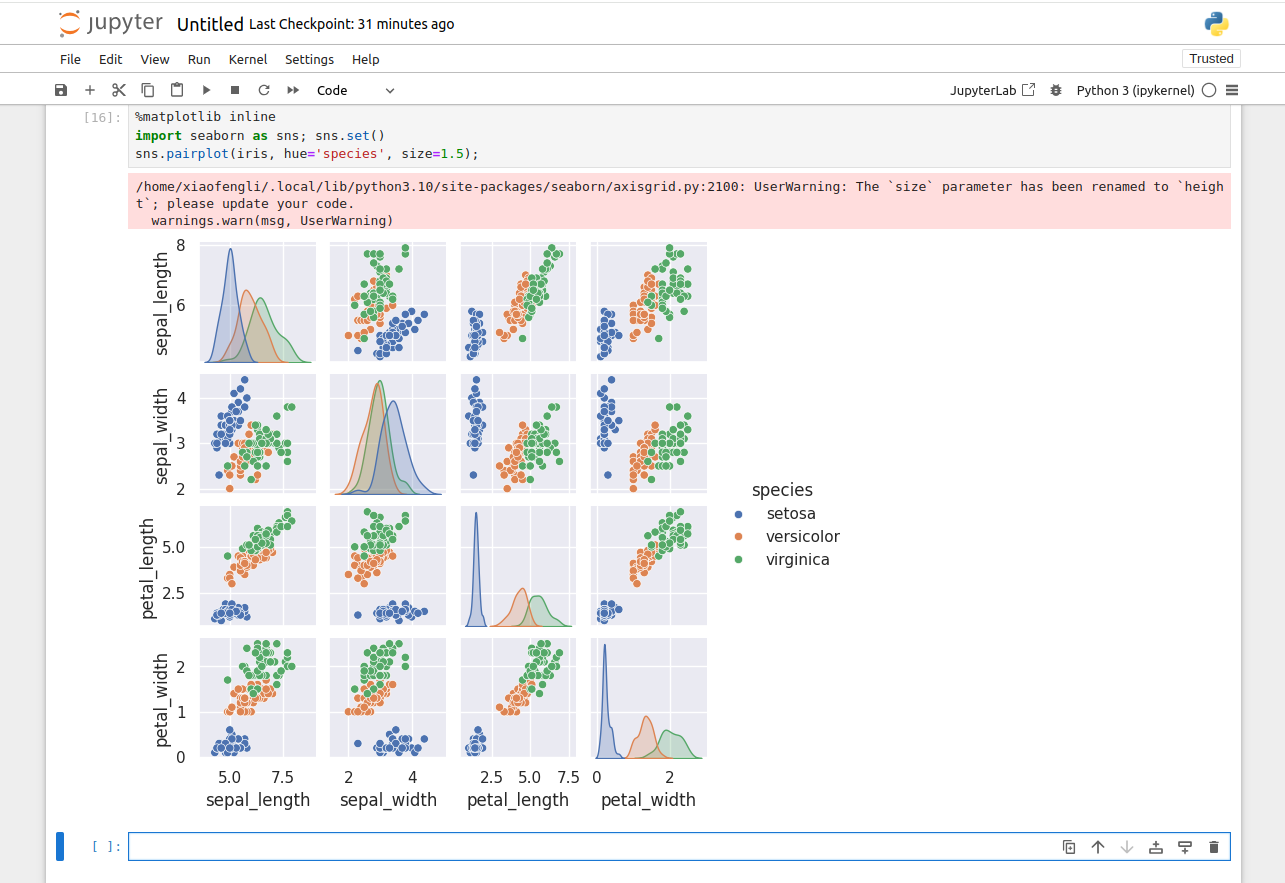 jupyter Untitled Last Checkpoint: 31 minutes ago
File Edit View Run Kernel Settings Help Trusted
Code JupyterLab Python 3 (ipykernel)
[16]: %matplotlib inline
import seaborn as sns; sns.set()
sns.pairplot(iris, hue='species', size=1.5);
/home/xiaofengli/.local/lib/python3.10/site-packages/seaborn/axisgrid.py:2100: UserWarning: The `size` parameter has been renamed to `heigh
t`; please update your code.
warnings.warn(msg, UserWarning)
8
6
sepal_length
4
3
2
sepal_width
species
setosa
versicolor
virginica
5.0
2.5
petal_length
2
1
0
petal_width
5.0 7.5 2 4 2.5 5.0 7.5 0 2
sepal_length sepal_width petal_length petal_width
[ ]: